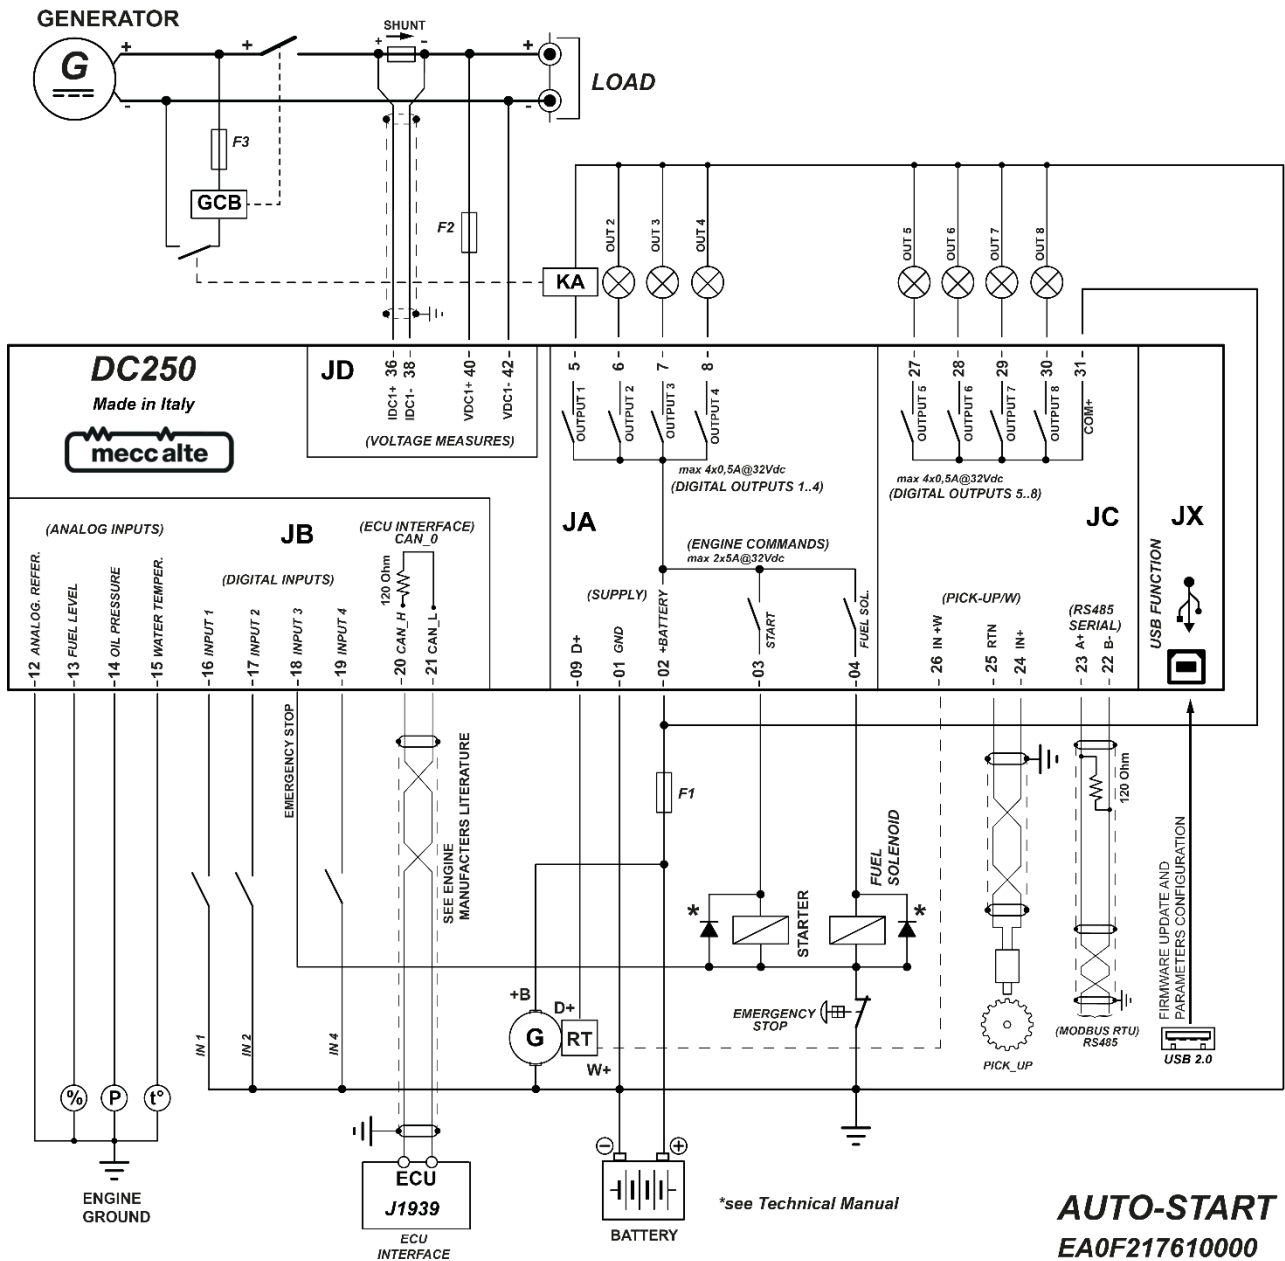 GENERATOR
SHUNT
+
+
+
-
+
G
-
-
LOAD
F3
GCB
F2
KA
OUT 2
OUT 3
OUT 4
OUT 5
OUT 6
OUT 7
OUT 8
DC250
Made in Italy
mecc alte
JD
IDC1+ 36
IDC1- 38
VDC1+ 40
VDC1- 42
(VOLTAGE MEASURES)
5
6
7
8
OUTPUT 1
OUTPUT 2
OUTPUT 3
OUTPUT 4
max 4x0,5A@32Vdc
(DIGITAL OUTPUTS 1..4)
27
28
29
30
31
OUTPUT 5
OUTPUT 6
OUTPUT 7
OUTPUT 8
COM+
max 4x0,5A@32Vdc
(DIGITAL OUTPUTS 5..8)
JA
JC
JX
(ANALOG INPUTS)
JB
(ECU INTERFACE)
CAN_0
120 Ohm
(DIGITAL INPUTS)
12 ANALOG. REFER.
13 FUEL LEVEL
14 OIL PRESSURE
15 WATER TEMPER.
16 INPUT 1
17 INPUT 2
18 INPUT 3
19 INPUT 4
20 CAN_H
21 CAN_L
(ENGINE COMMANDS)
max 2x5A@32Vdc
(SUPPLY)
09 D+
01 GND
02 +BATTERY
03
START
04
FUEL SOL.
(PICK-UP/W)
26 IN +W
25 RTN
24 IN+
(RS485
SERIAL)
23 A+
22 B-
USB FUNCTION
EMERGENCY STOP
SEE ENGINE
MANUFACTERS LITERATURE
F1
FUEL
SOLENOID
*
STARTER
*
120 Ohm
FIRMWARE UPDATE AND
PARAMETERS CONFIGURATION
+B
D+
G
RT
W+
EMERGENCY
STOP
PICK_UP
(MODBUS RTU)
RS485
USB 2.0
IN 1
IN 2
IN 4
%
P
t°
ENGINE
GROUND
ECU
J1939
ECU
INTERFACE
-
+
BATTERY
*see Technical Manual
AUTO-START
EA0F217610000